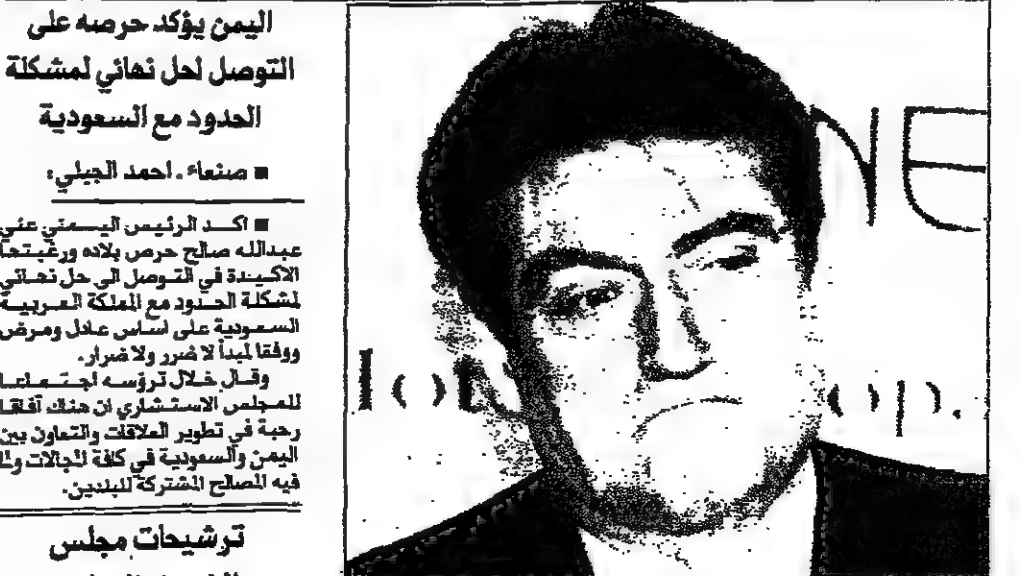 اليمن يؤكد حرصه على
التوصل لحل نهائي لمشكلة
الحدود مع السعودية
■ صنعاء ـ احمد الجبلي:
■ اكد الرئيس اليمني علي
عبدالله صالح حرص بلاده ورغبتها
الاكيدة في التوصل الى حل نهائي
لمشكلة الحدود مع المملكة العربية
السعودية على اساس عادل ومرض
ووفقا لمبدأ لا ضرر ولا ضرار.
وقال خلال ترؤسه اجتماعا
للمجلس الاستشاري ان هناك آفاقا
رحبة في تطوير العلاقات والتعاون بين
اليمن والسعودية في كافة المجالات ولما
فيه المصالح المشتركة للبلدين.
ترشيحات مجلس
NE